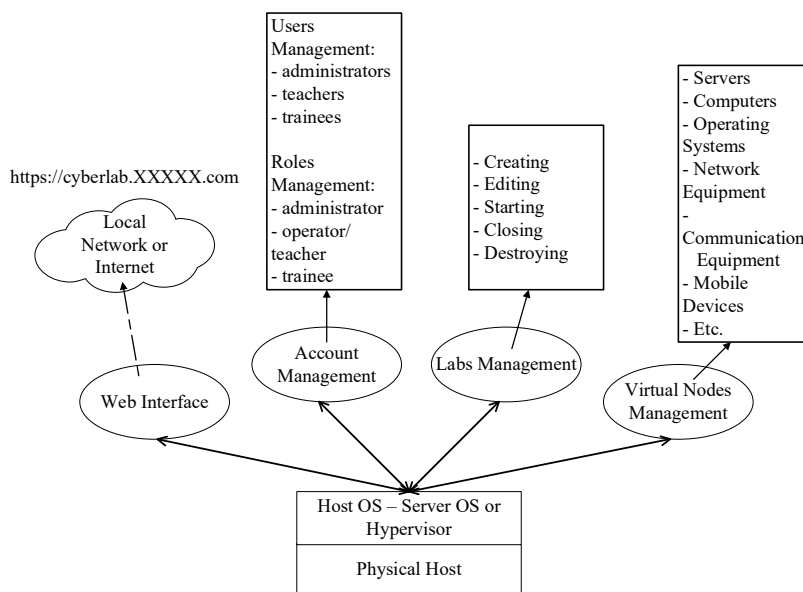 https://cyberlab.XXXXX.com
Local
Network or
Internet
Users
Management:
- administrators
- teachers
- trainees
Roles
Management:
- administrator
- operator/
teacher
- trainee
- Creating
- Editing
- Starting
- Closing
- Destroying
- Servers
- Computers
- Operating
Systems
- Network
Equipment
-
Communication
Equipment
- Mobile
Devices
- Etc.
Web Interface
Account
Management
Labs Management
Virtual Nodes
Management
Host OS – Server OS or
Hypervisor
Physical Host